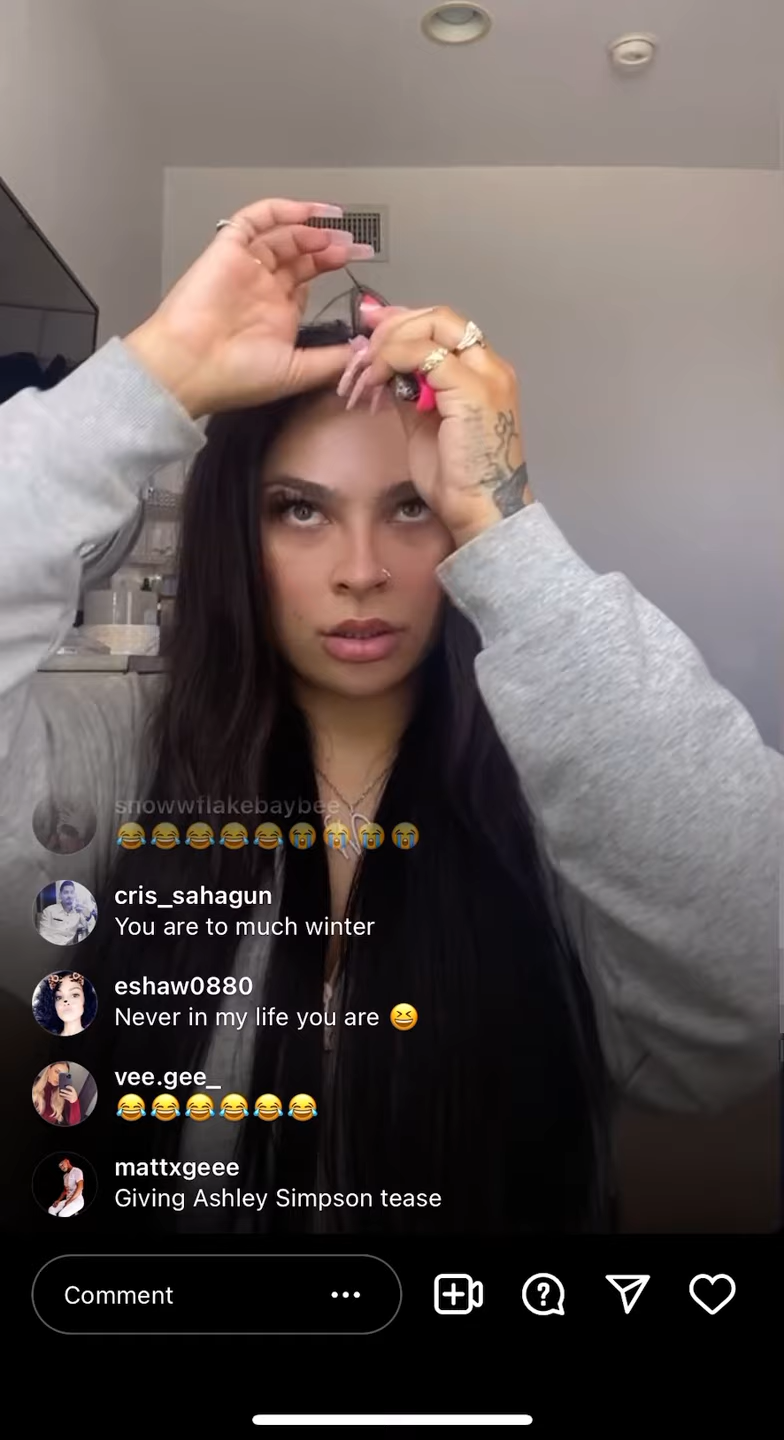 snowwflakebaybee
😂😂😂😂😂😭😭😭😭
cris_sahagun
You are to much winter
eshaw0880
Never in my life you are 😆
vee.gee_
😂😂😂😂😂😂
mattxgeee
Giving Ashley Simpson tease
Comment